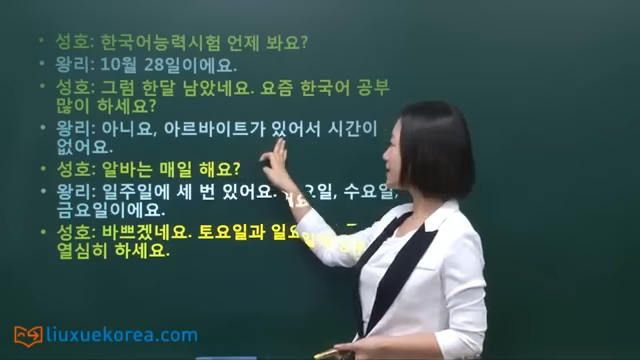 • 성호: 한국어능력시험 언제 봐요?
• 왕리: 10월 28일이에요.
• 성호: 그럼 한달 남았네요. 요즘 한국어 공부
많이 하세요?
• 왕리: 아니요, 아르바이트가 있어서 시간이
없어요.
• 성호: 알바는 매일 해요?
• 왕리: 일주일에 세 번 있어요. 수요일,
금요일이에요.
• 성호: 바쁘겠네요. 토요일과
열심히 하세요.
liuxuekorea.com